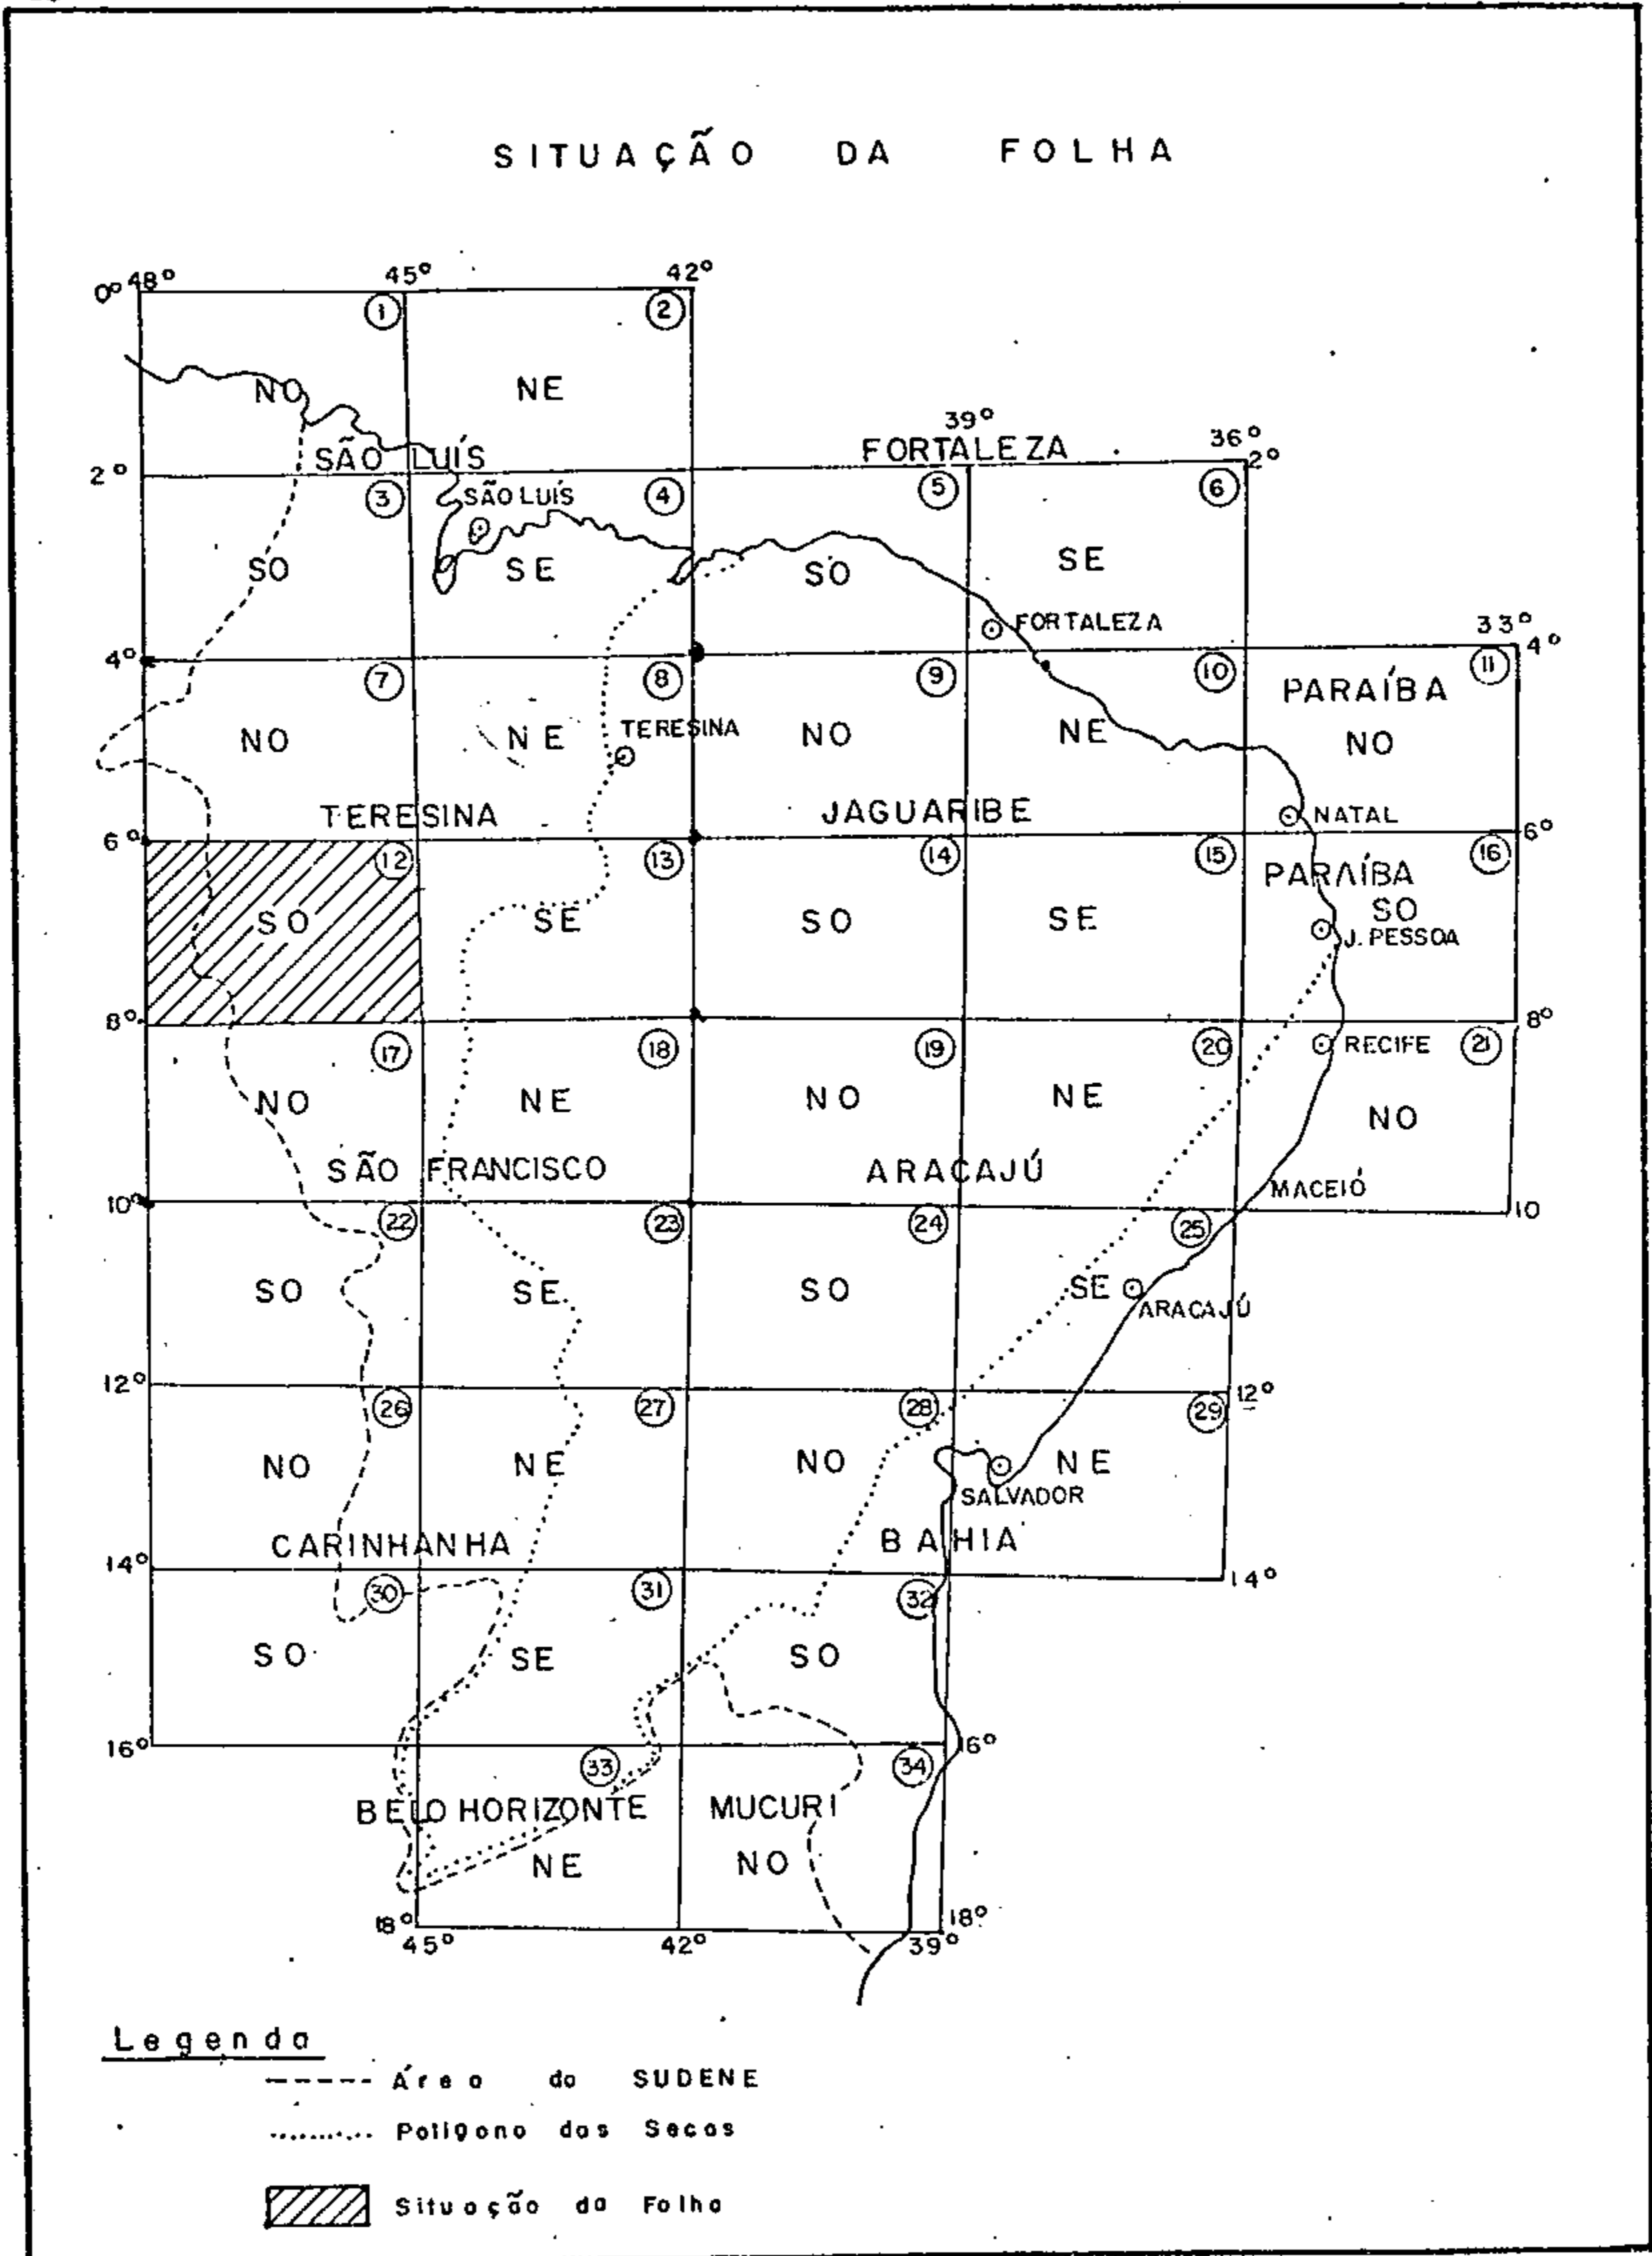 SITUAÇÃO DA FOLHA
0° 48° 45° 42°
1 2
NO NE
39° 36°
SÃO LUÍS FORTALEZA
2° 2°
3 SÃO LUÍS 4 5 6
SO SE SO SE
FORTALEZA 33°
4° 4°
7 8 9 10 11
PARAÍBA
NO NE TERESINA NO NE NO
TERESINA JAGUARIBE NATAL
6° 6°
12 13 14 15 16
PARAÍBA
SO SE SO SE SO
J. PESSOA
8° 8°
17 18 19 20 RECIFE 21
NO NE NO NE NO
SÃO FRANCISCO ARACAJÚ MACEIÓ
10° 10
22 23 24 25
SO SE SO SE
ARACAJÚ
12° 12°
26 27 28 29
NO NE NO NE
SALVADOR
CARINHANHA BAHIA
14° 14°
30 31 32
SO SE SO
16° 16°
33 34
BELO HORIZONTE MUCURI
NE NO
18° 18°
45° 42° 39°
Legenda
Área da SUDENE
Polígono das Secas
Situação da Folha